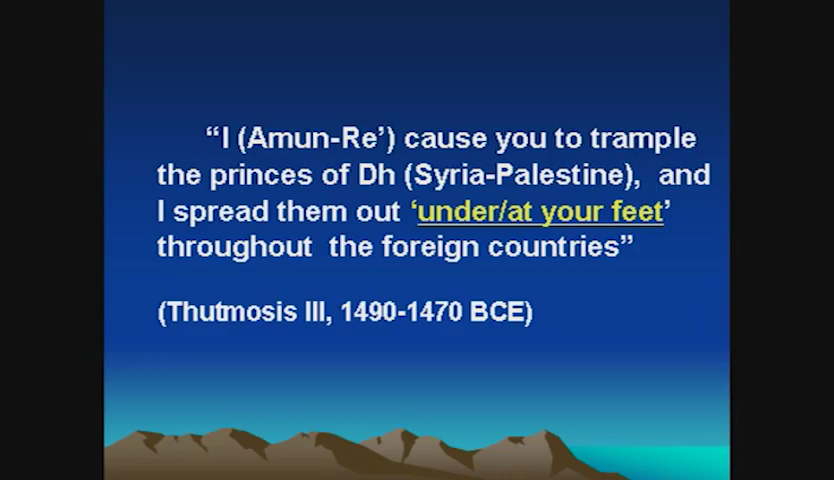 “I (Amun-Re’) cause you to trample
the princes of Dh (Syria-Palestine), and
I spread them out ‘under/at your feet’
throughout the foreign countries”
(Thutmosis III, 1490-1470 BCE)